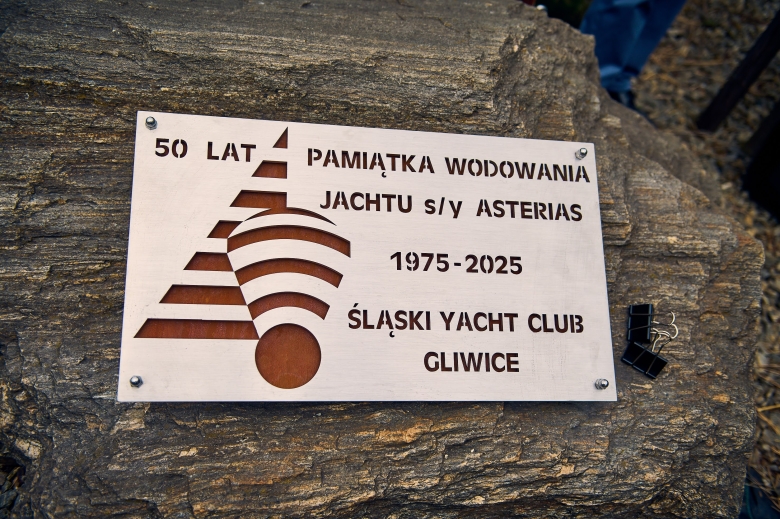 50 LAT
PAMIĄTKA WODOWANIA
JACHTU s/y ASTERIAS
1975-2025
ŚLĄSKI YACHT CLUB
GLIWICE